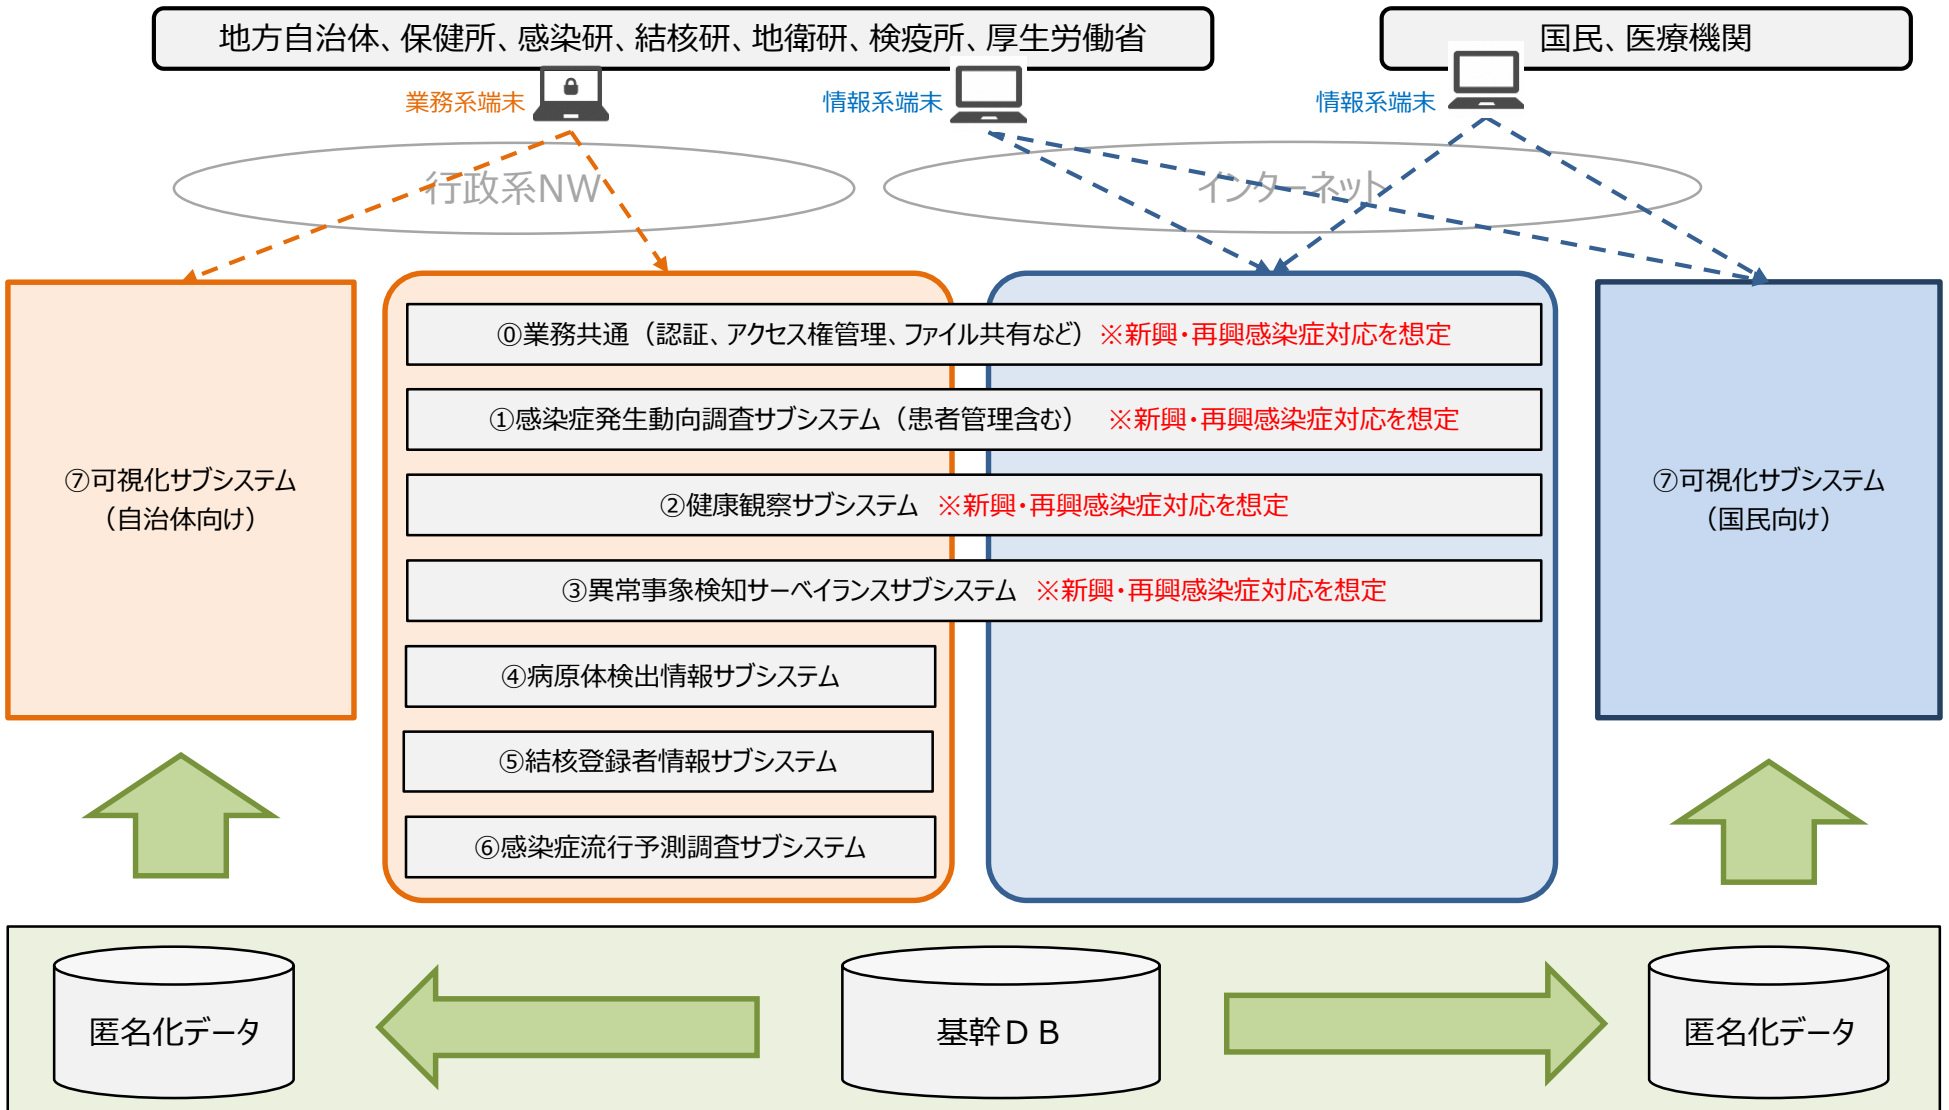 地方自治体、保健所、感染研、結核研、地衛研、検疫所、厚生労働省
国民、医療機関
業務系端末
情報系端末
情報系端末
行政系NW
インターネット
⓪業務共通（認証、アクセス権管理、ファイル共有など）※新興・再興感染症対応を想定
①感染症発生動向調査サブシステム（患者管理含む）　※新興・再興感染症対応を想定
②健康観察サブシステム　※新興・再興感染症対応を想定
③異常事象検知サーベイランスサブシステム　※新興・再興感染症対応を想定
④病原体検出情報サブシステム
⑤結核登録者情報サブシステム
⑥感染症流行予測調査サブシステム
⑦可視化サブシステム
（自治体向け）
⑦可視化サブシステム
（国民向け）
匿名化データ
基幹ＤＢ
匿名化データ